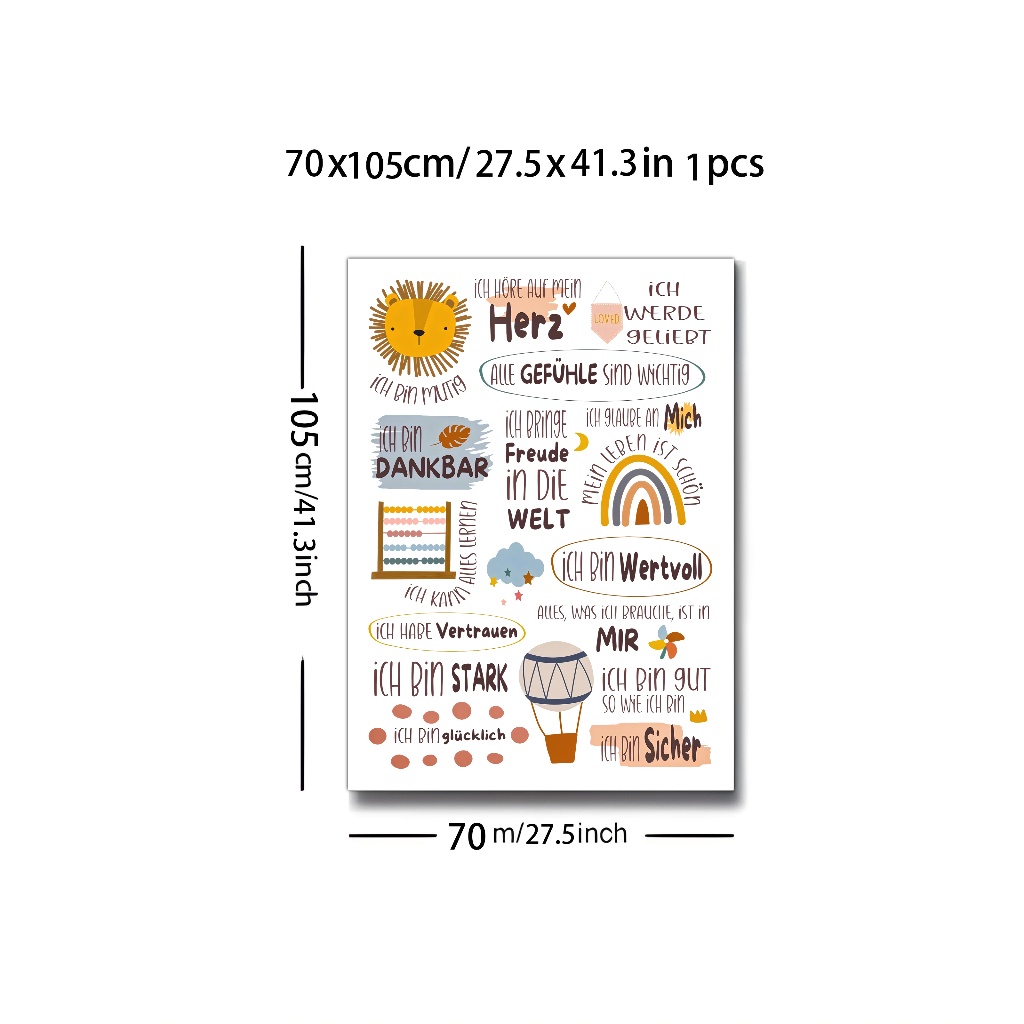 70x105cm/27.5x41.3in 1pcs
105cm/41.3inch
iCH HÖRE AUF MEiN
Herz
LOVED
iCH
WERDE
GELiEBT
iCH BiN MUTiG
ALLE GEFÜHLE SiND WiCHTiG
iCH BiN
DANKBAR
iCH BRiNGE
Freude
iN DiE
WELT
iCH GLAUBE AN Mich
MEiN LEBEN iST SCHÖN
iCH KANN ALLES LERNEN
iCH BiN Wertvoll
ALLES, WAS iCH BRAUCHE, iST iN
MIR
iCH HABE Vertrauen
iCH BiN STARK
iCH BiN GUT
SO WiE iCH BiN
iCH BiN glücklich
iCH BiN Sicher
70 m/27.5inch